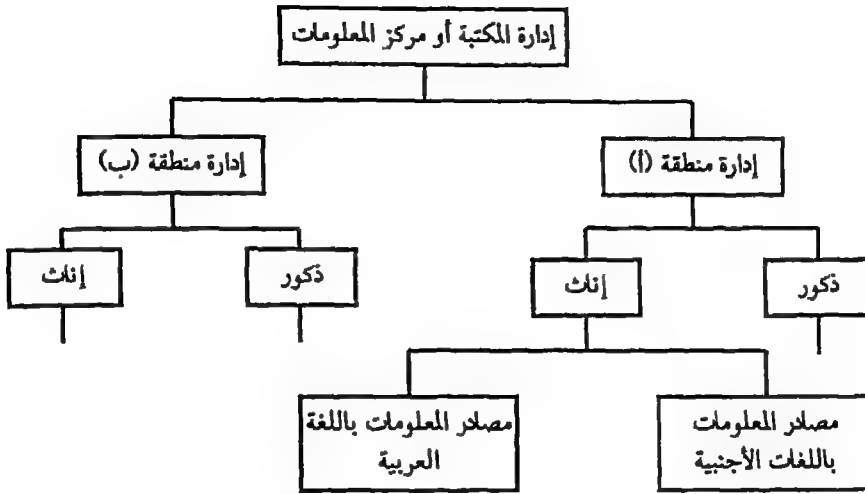 إدارة المكتبة أو مركز المعلومات
إدارة منطقة (أ)
إدارة منطقة (ب)
ذكور
إناث
ذكور
إناث
مصادر المعلومات
باللغات الأجنبية
مصادر المعلومات باللغة
العربية